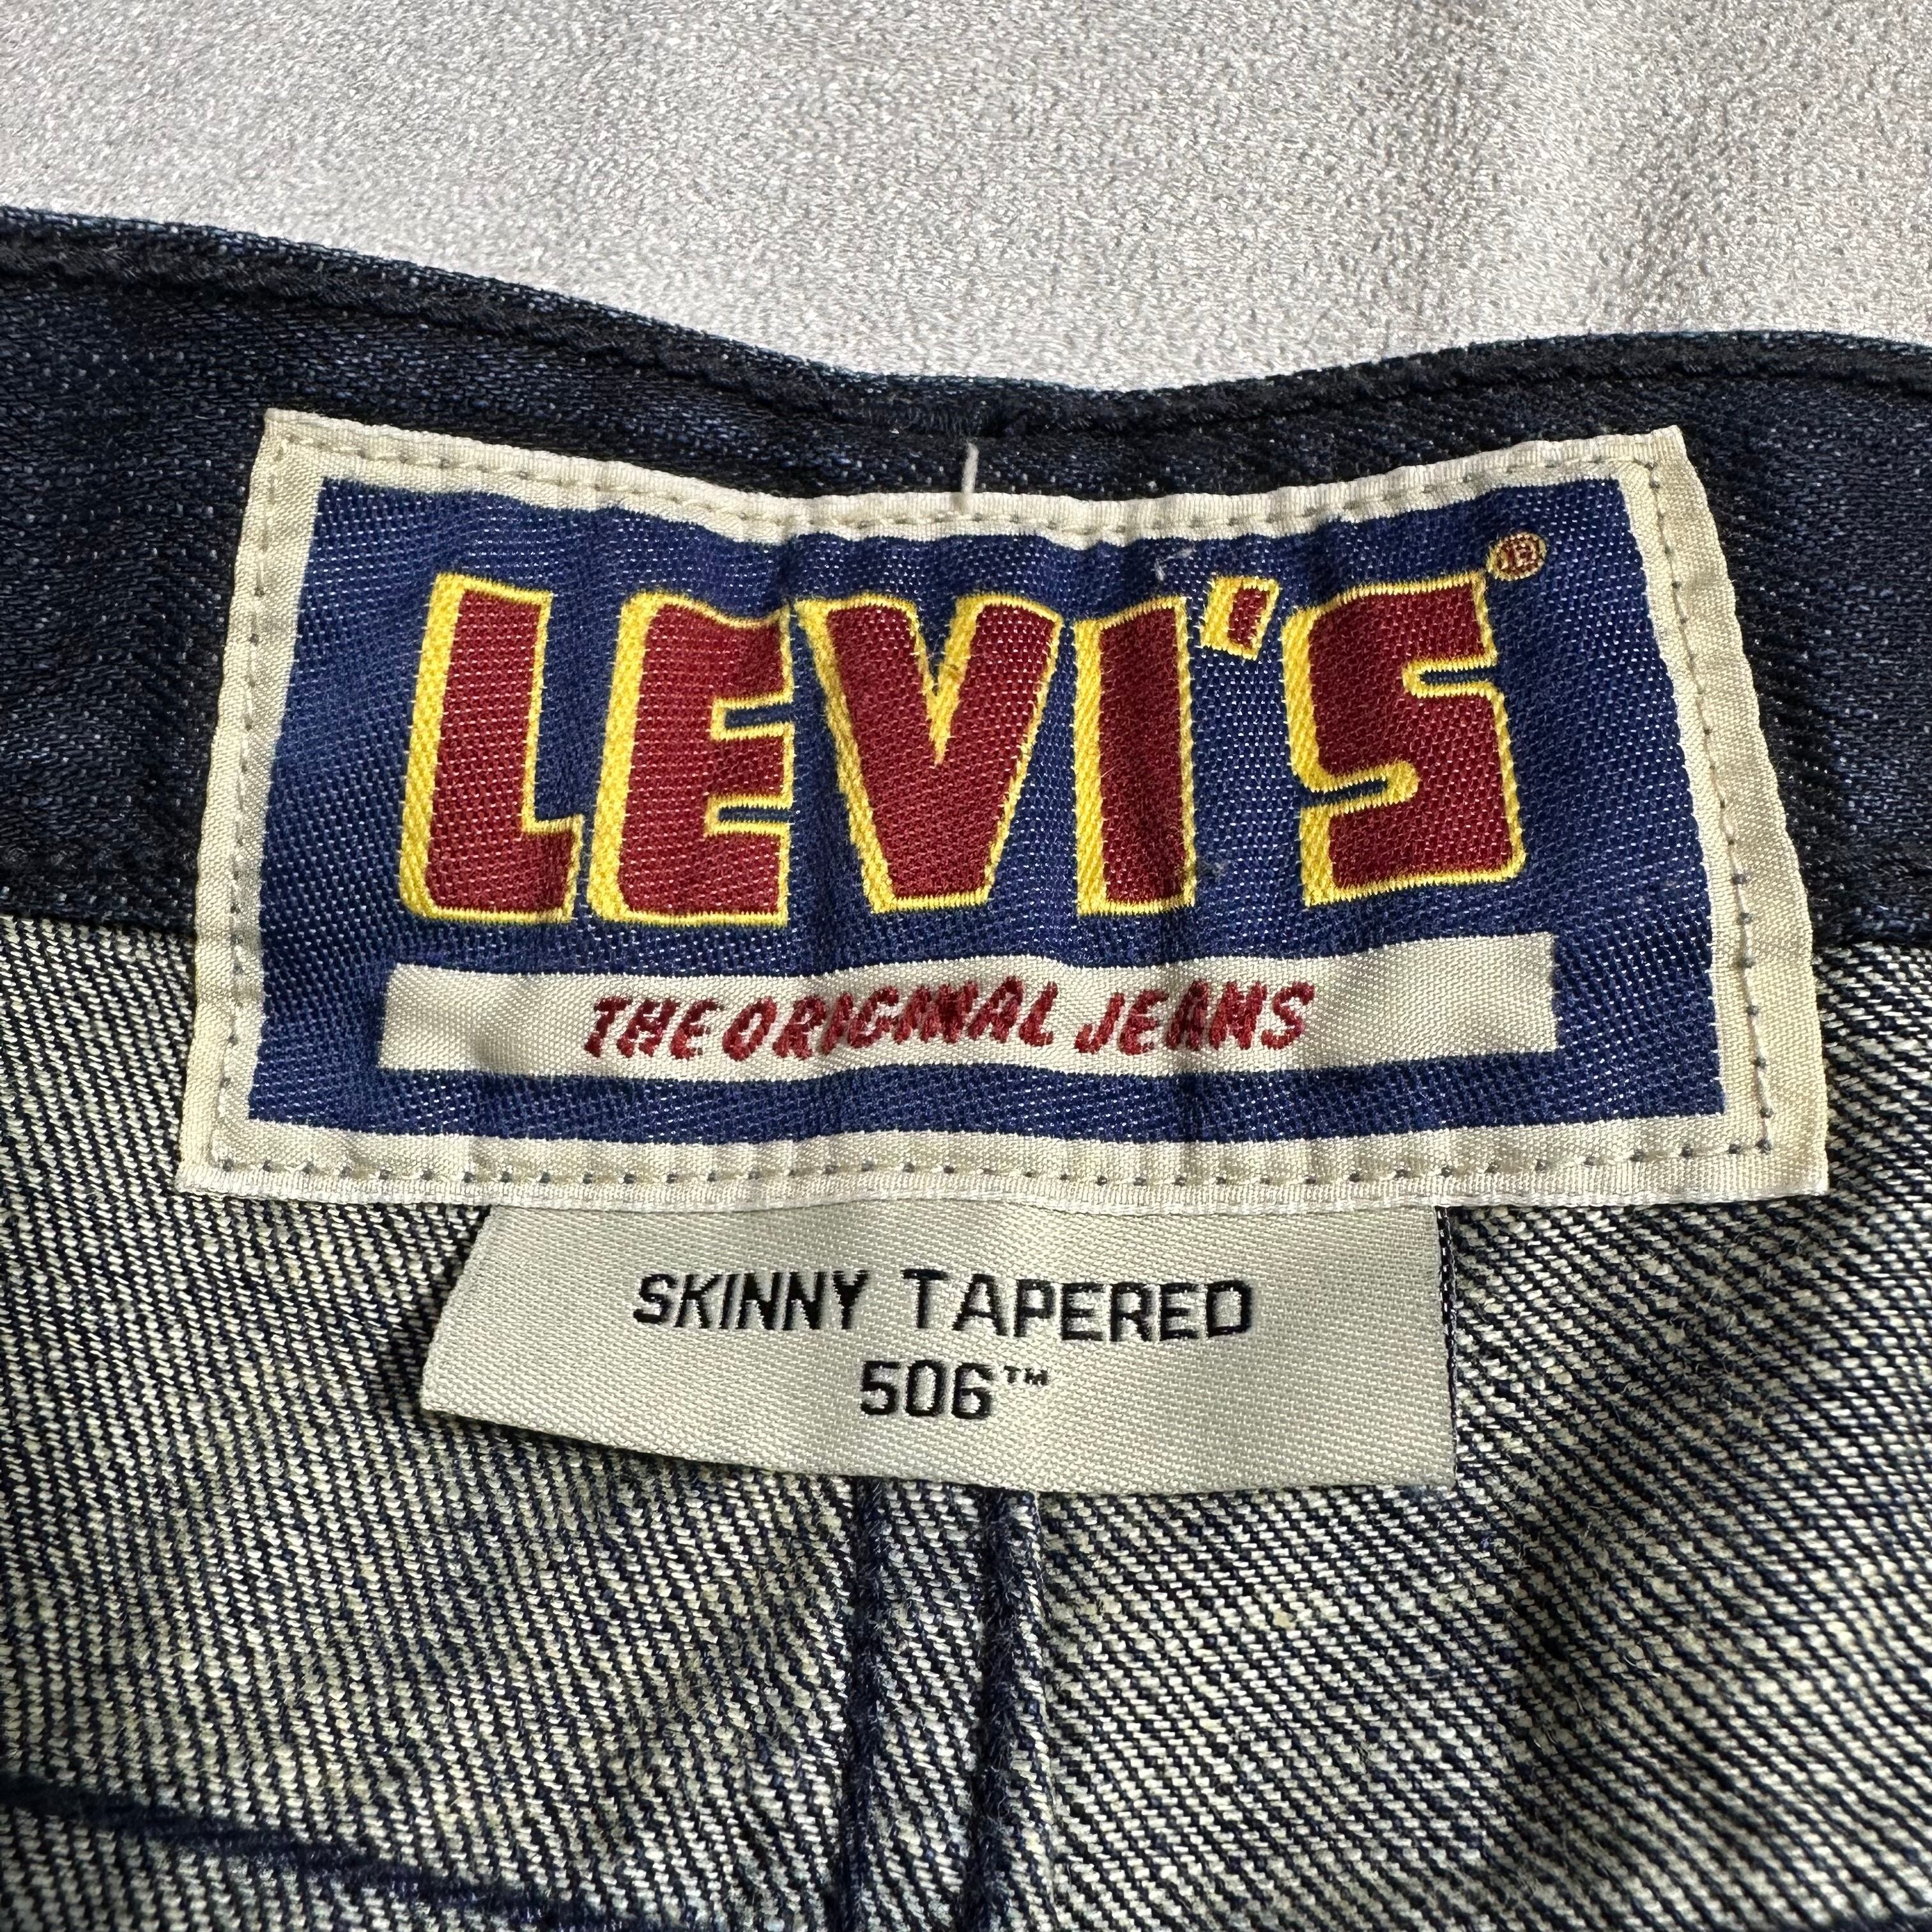 LEVI'S®
THE ORIGINAL JEANS
SKINNY TAPERED
506™